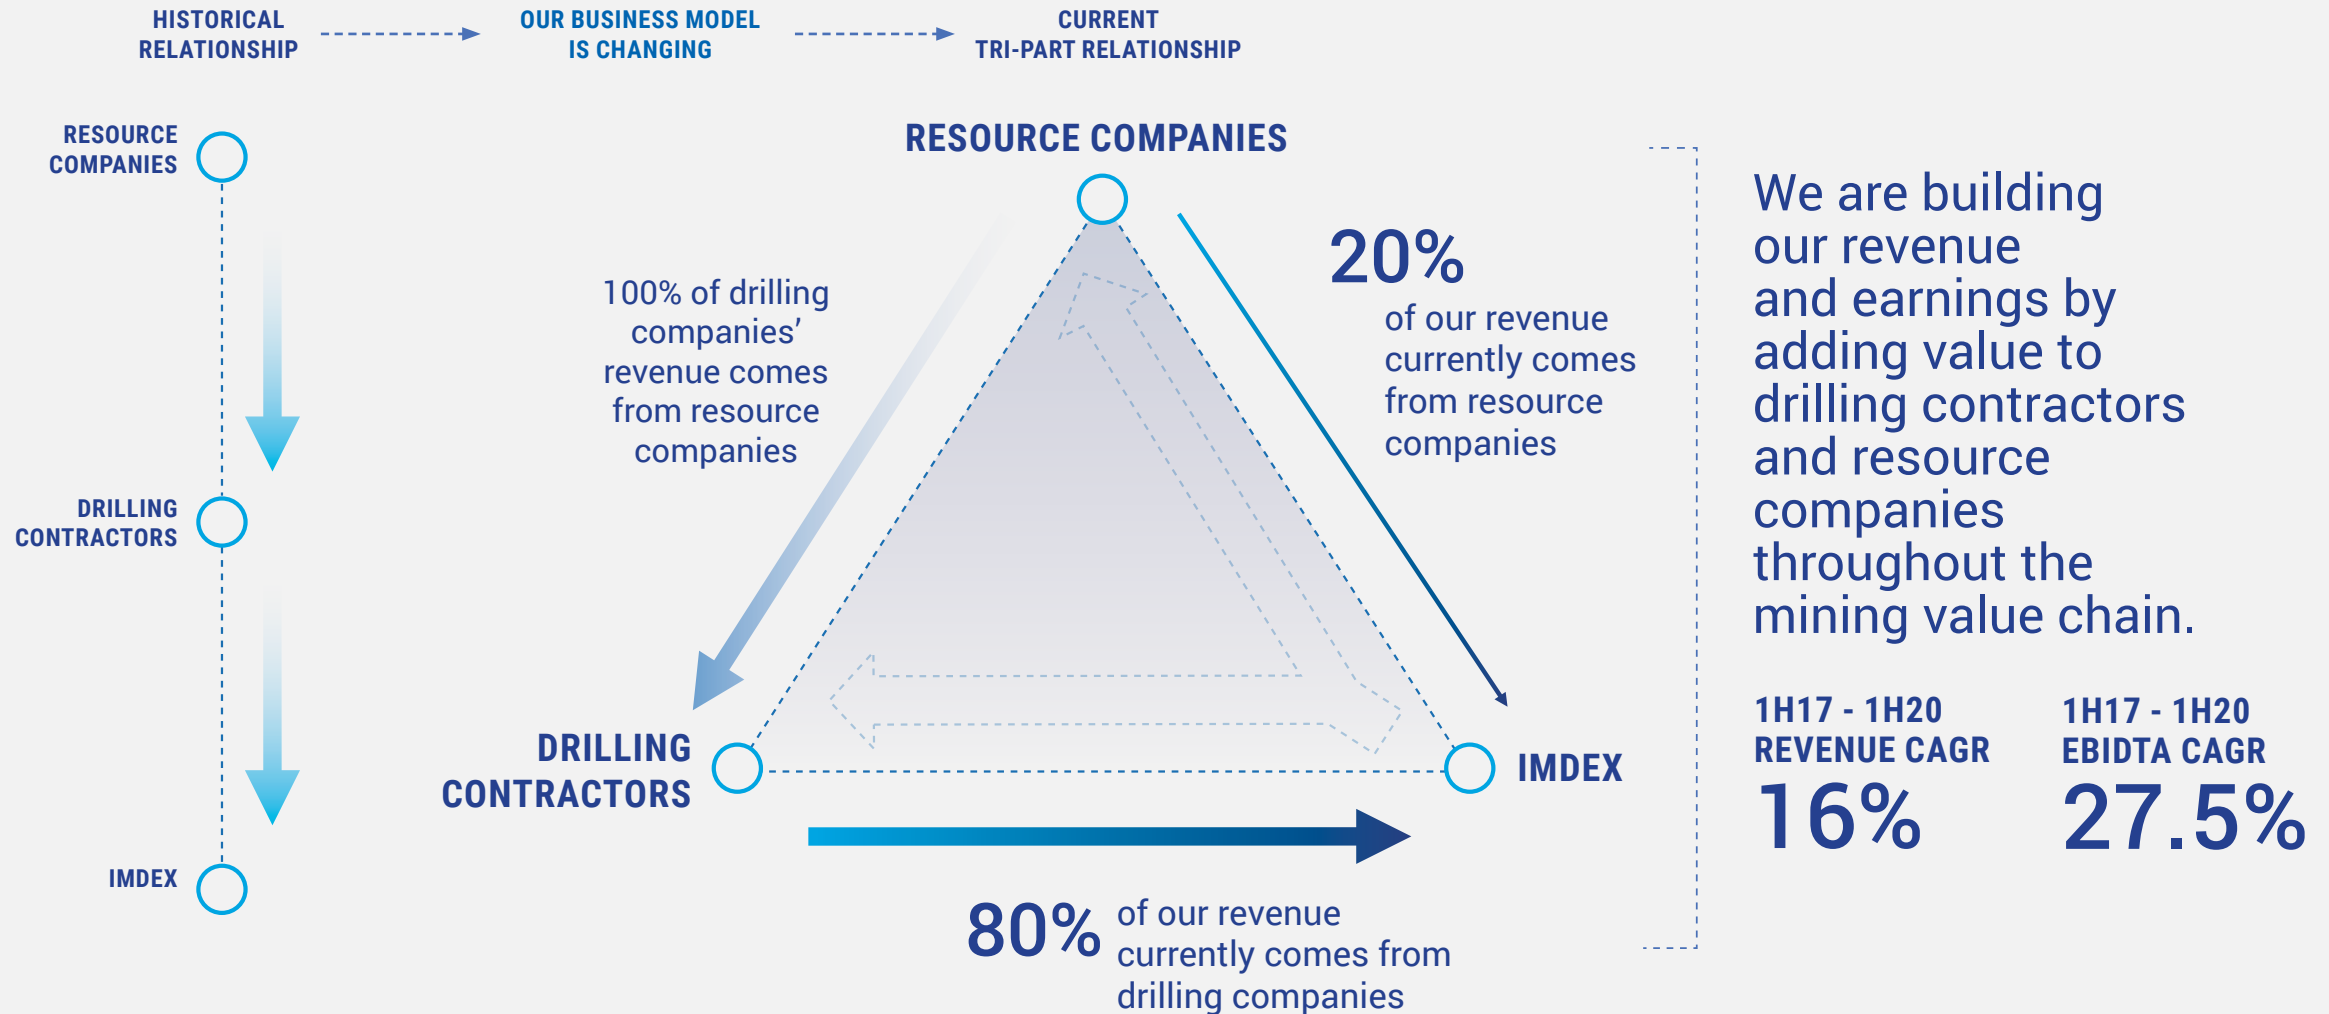 HISTORICAL
RELATIONSHIP
OUR BUSINESS MODEL
IS CHANGING
CURRENT
TRI-PART RELATIONSHIP
RESOURCE
COMPANIES
DRILLING
CONTRACTORS
IMDEX
RESOURCE COMPANIES
100% of drilling
companies’
revenue comes
from resource
companies
20%
of our revenue
currently comes
from resource
companies
DRILLING
CONTRACTORS
IMDEX
80%
of our revenue
currently comes from
drilling companies
We are building
our revenue
and earnings by
adding value to
drilling contractors
and resource
companies
throughout the
mining value chain.
1H17 - 1H20
REVENUE CAGR
16%
1H17 - 1H20
EBIDTA CAGR
27.5%